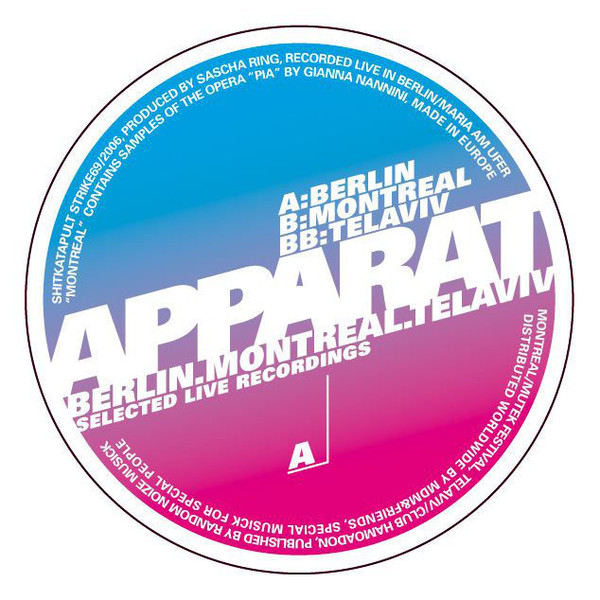 SHITKATAPULT STRIKE69/2006, PRODUCED BY SASCHA RING, RECORDED LIVE IN BERLIN/MARIA AM UFER
"MONTREAL" CONTAINS SAMPLES OF THE OPERA "PIA" BY GIANNA NANNINI, MADE IN EUROPE
A:BERLIN
B:MONTREAL
BB:TELAVIV
APPARAT
BERLIN.MONTREAL.TELAVIV
SELECTED LIVE RECORDINGS
A
MONTREAL/MUTEK FESTIVAL, TELAVIV/CLUB HAMOADON, PUBLISHED BY RANDOM NOIZE MUSICK
DISTRIBUTED WORLDWIDE BY MDM&FRIENDS, SPECIAL MUSICK FOR SPECIAL PEOPLE